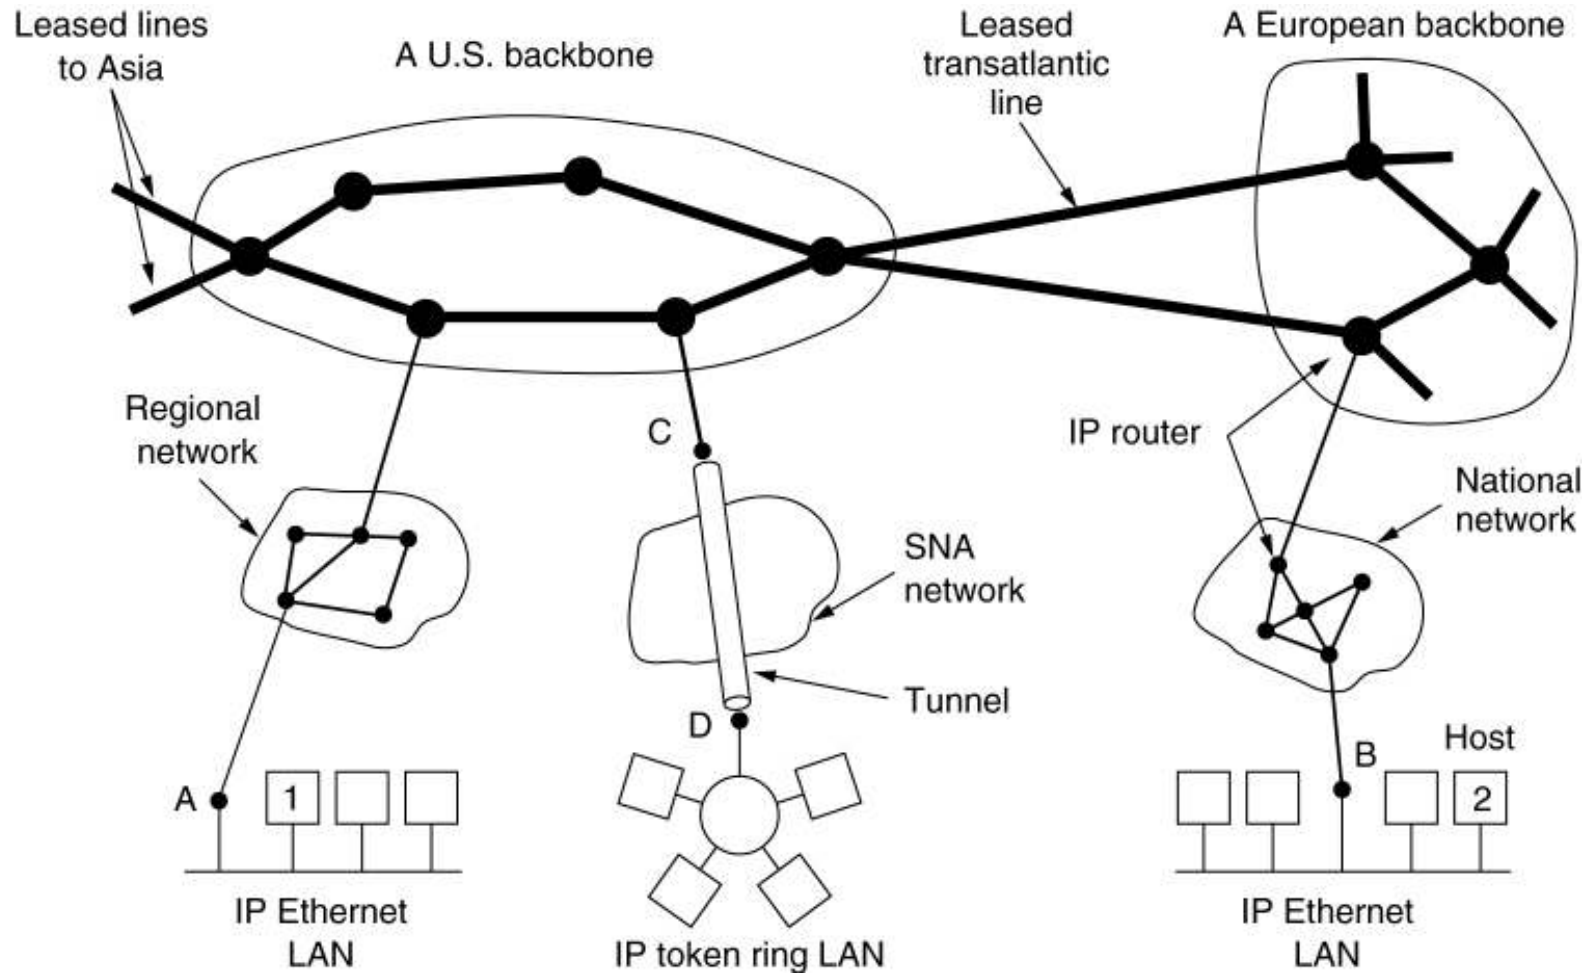 Leased lines
to Asia
A U.S. backbone
Leased
transatlantic
line
A European backbone
Regional
network
C
IP router
National
network
SNA
network
Tunnel
D
B
Host
A
1
2
IP Ethernet
LAN
IP token ring LAN
IP Ethernet
LAN